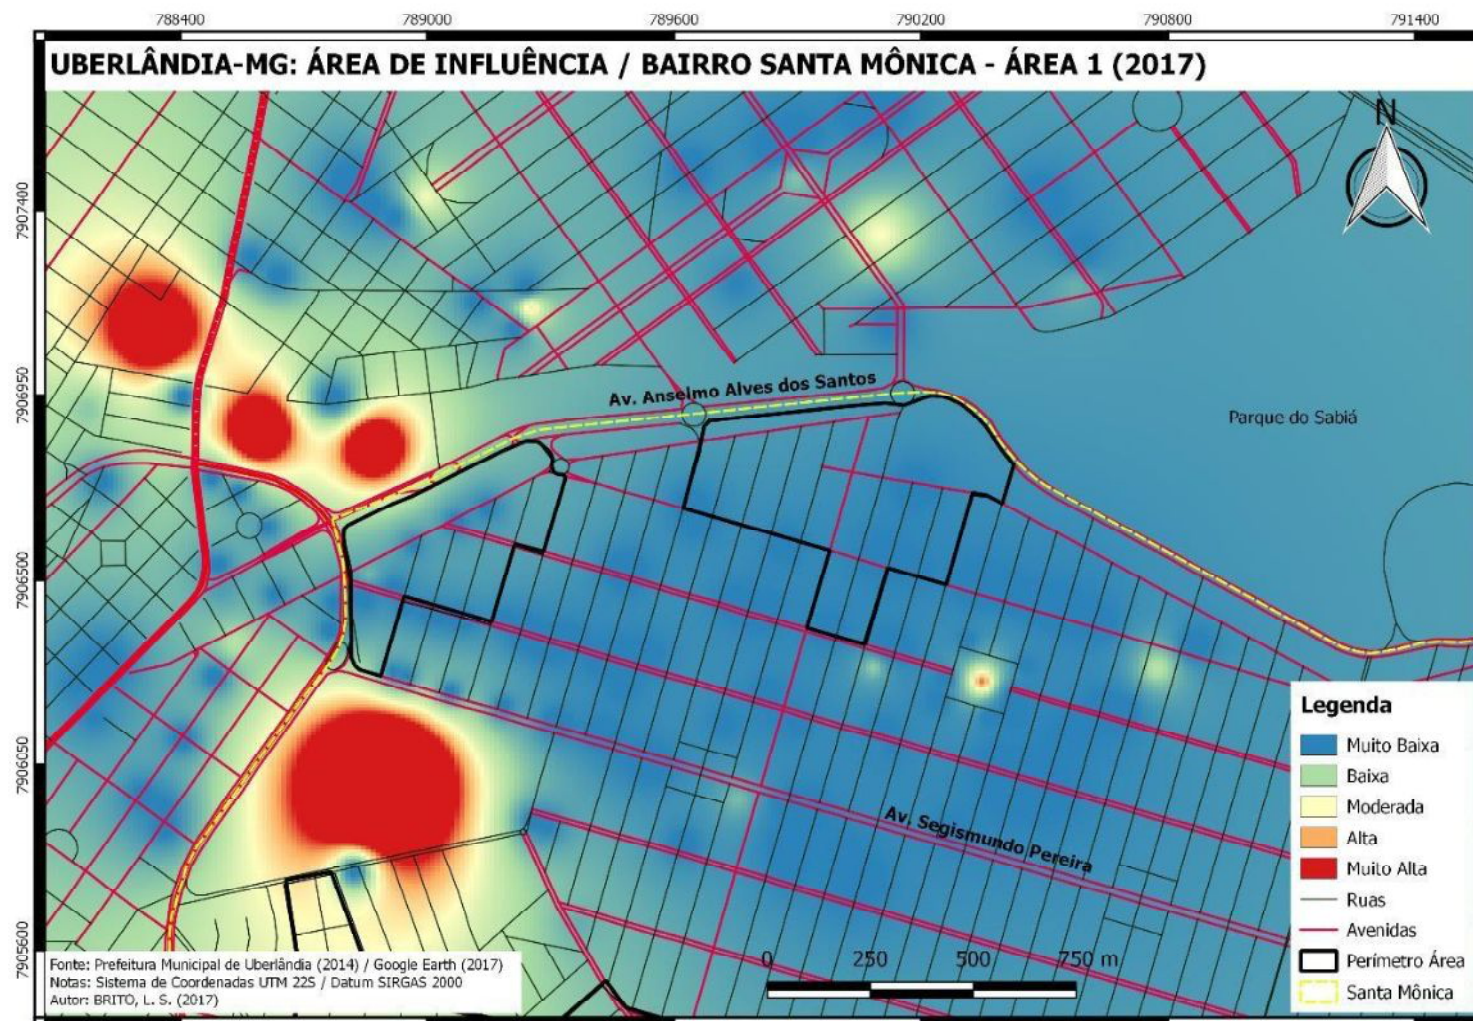 788400 789000 789600 790200 790800 791400
UBERLÂNDIA-MG: ÁREA DE INFLUÊNCIA / BAIRRO SANTA MÔNICA - ÁREA 1 (2017)
N
7907400
7906950
7906500
7906050
7905600
Av. Anselmo Alves dos Santos
Parque do Sabiá
Av. Segismundo Pereira
Legenda
Muito Baixa
Baixa
Moderada
Alta
Muito Alta
Ruas
Avenidas
Perímetro Área
Santa Mônica
0 250 500 750 m
Fonte: Prefeitura Municipal de Uberlândia (2014) / Google Earth (2017)
Notas: Sistema de Coordenadas UTM 22S / Datum SIRGAS 2000
Autor: BRITO, L. S. (2017)